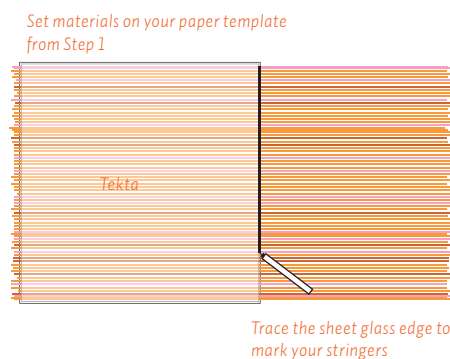 Set materials on your paper template
from Step 1
Tekta
Trace the sheet glass edge to
mark your stringers